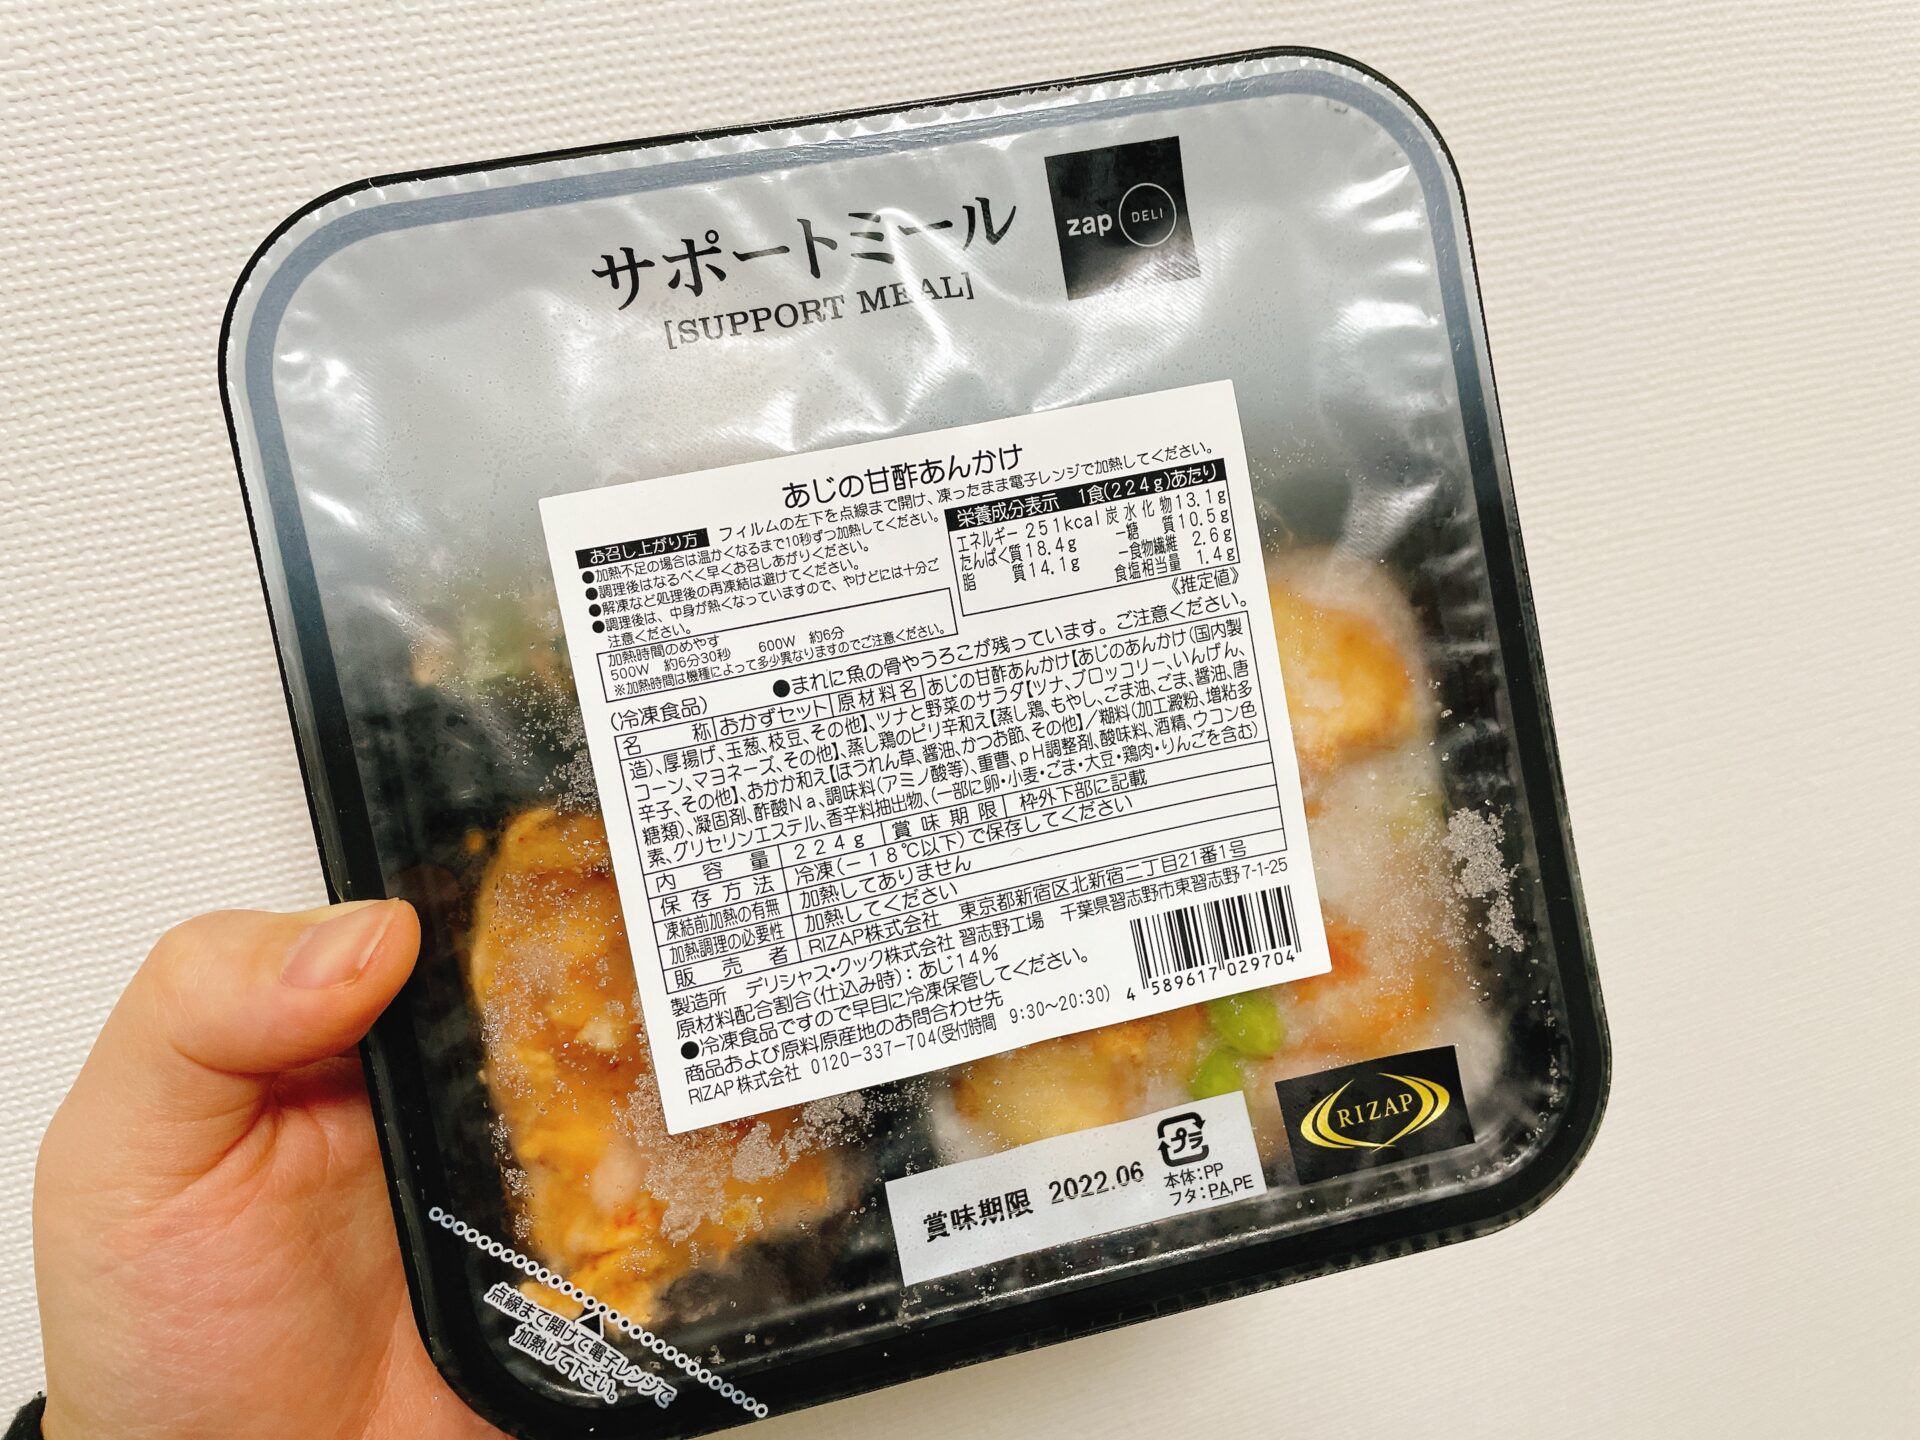 サポートミール
[SUPPORT MEAL]
zap DELI
あじの甘酢あんかけ
お召し上がり方 フィルムの左下を点線まで開け、凍ったまま電子レンジで加熱してください。
●加熱不足の場合は温かくなるまで10秒ずつ加熱してください。
●調理後はなるべく早くお召しあがりください。
●解凍など処理後の再凍結は避けてください。
●調理後は、中身が熱くなっていますので、やけどには十分ご
注意ください。
加熱時間のめやす
500W 約6分30秒 600W 約6分
※加熱時間は機種によって多少異なりますのでご注意ください。
栄養成分表示 1食(224g)あたり
エネルギー 251kcal 炭水化物 13.1g
たんぱく質 18.4g −糖質 10.5g
脂質 14.1g −食物繊維 2.6g
食塩相当量 1.4g
《推定値》
●まれに魚の骨やうろこが残っています。ご注意ください。
(冷凍食品)
名称 おかずセット 原材料名 あじの甘酢あんかけ【あじのあんかけ(国内製
造)、厚揚げ、玉葱、枝豆、その他】、ツナと野菜のサラダ【ツナ、ブロッコリー、いんげん、
コーン、マヨネーズ、その他】、蒸し鶏のピリ辛和え【蒸し鶏、もやし、ごま油、ごま、醤油、唐
辛子、その他】、おかか和え【ほうれん草、醤油、かつお節、その他】/糊料(加工澱粉、増粘多
糖類)、凝固剤、酢酸Na、調味料(アミノ酸等)、重曹、pH調整剤、酸味料、酒精、ウコン色
素、グリセリンエステル、香辛料抽出物、(一部に卵・小麦・ごま・大豆・鶏肉・りんごを含む)
内容量 224g 賞味期限 枠外下部に記載
保存方法 冷凍(−18℃以下)で保存してください
凍結前加熱の有無 加熱してありません
加熱調理の必要性 加熱してください
販売者 RIZAP株式会社 東京都新宿区北新宿二丁目21番1号
製造所 デリシャス・クック株式会社 習志野工場 千葉県習志野市東習志野7-1-25
原材料配合割合(仕込み時):あじ14%
●冷凍食品ですので早目に冷凍保管してください。
商品および原料原産地のお問合わせ先
RIZAP株式会社 0120−337−704(受付時間 9:30〜20:30)
4 589617 029704
賞味期限 2022.06
プラ
本体:PP
フタ:PA,PE
RIZAP
点線まで開けて電子レンジで
加熱して下さい。